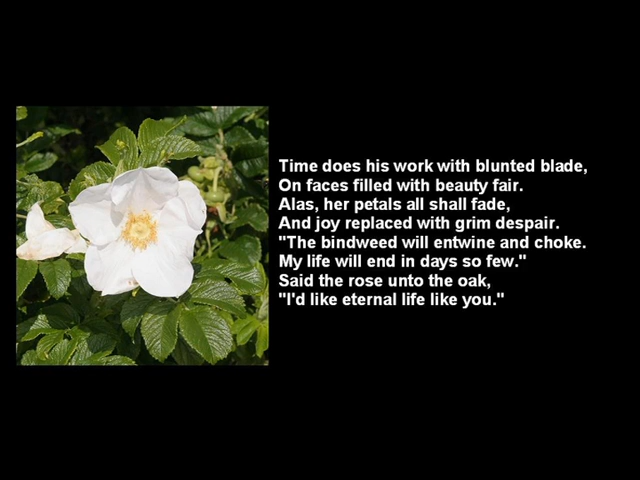 Time does his work with blunted blade,
On faces filled with beauty fair.
Alas, her petals all shall fade,
And joy replaced with grim despair.
"The bindweed will entwine and choke.
My life will end in days so few."
Said the rose unto the oak,
"I'd like eternal life like you."